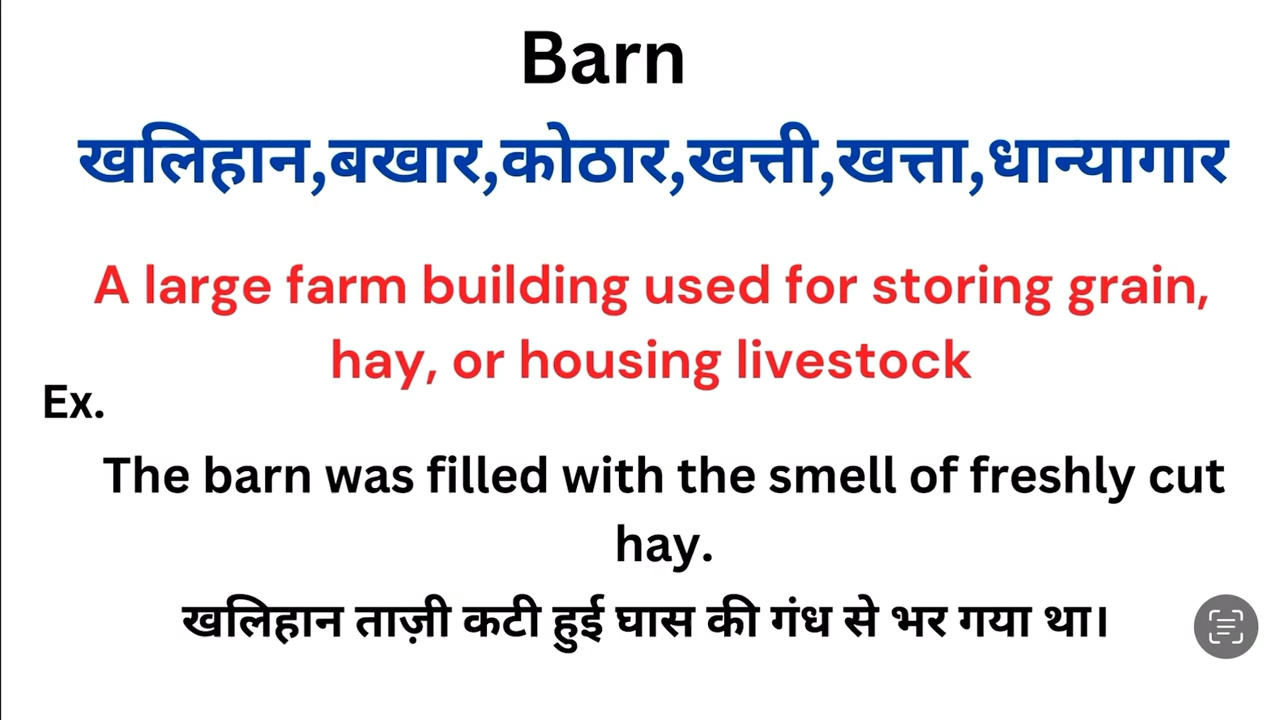 Barn
खलिहान,बखार,कोठार,खत्ती,खत्ता,धान्यागार
A large farm building used for storing grain,
hay, or housing livestock
Ex.
The barn was filled with the smell of freshly cut
hay.
खलिहान ताज़ी कटी हुई घास की गंध से भर गया था।